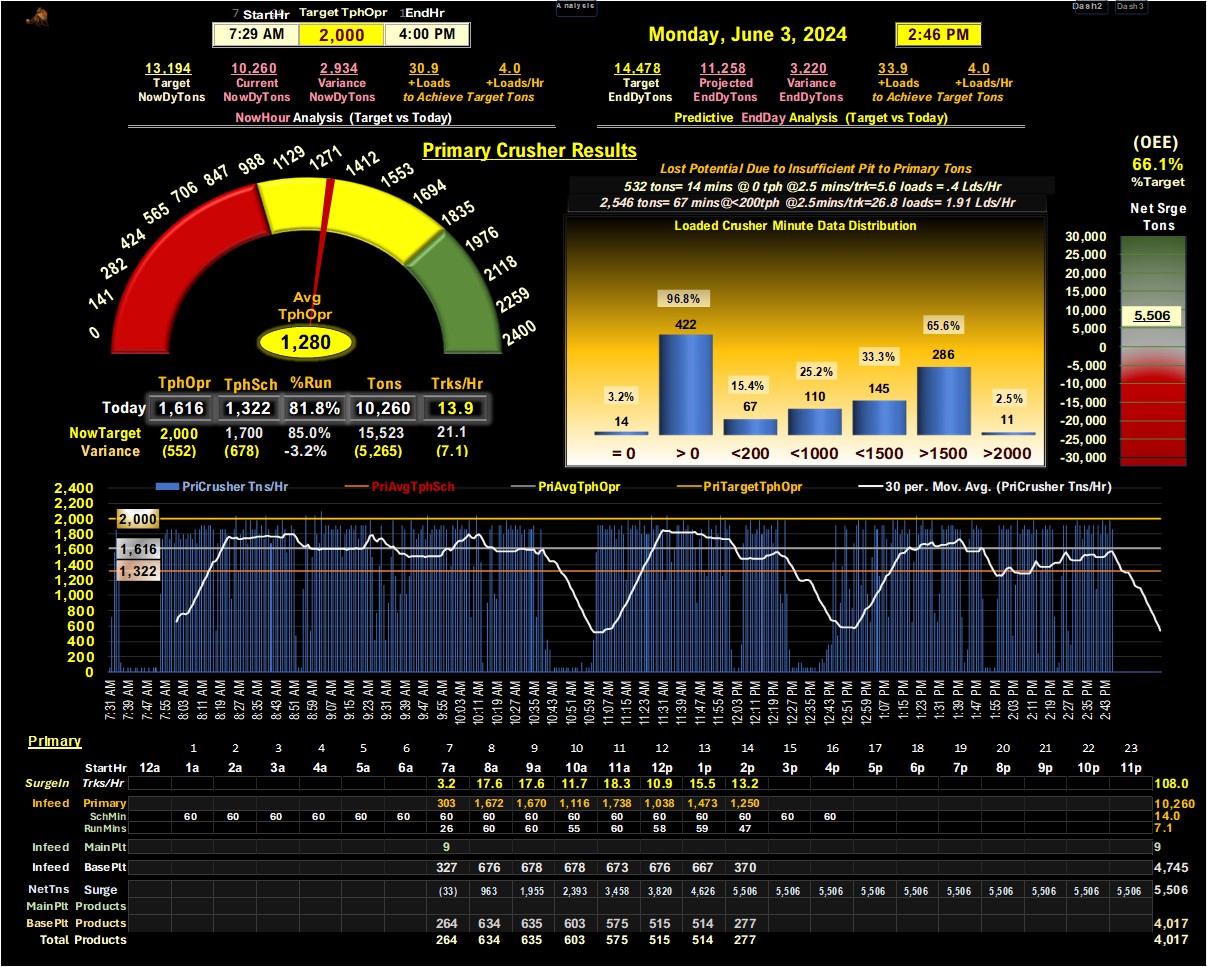 Analysis
Dash2 Dash3
7 StartHr Target TphOpr 1 EndHr
7:29 AM 2,000 4:00 PM
Monday, June 3, 2024 2:46 PM
13,194 10,260 2,934 30.9 4.0
Target Current Variance +Loads +Loads/Hr
NowDyTons NowDyTons NowDyTons to Achieve Target Tons
NowHour Analysis (Target vs Today)
14,478 11,258 3,220 33.9 4.0
Target Projected Variance +Loads +Loads/Hr
EndDyTons EndDyTons EndDyTons to Achieve Target Tons
Predictive EndDay Analysis (Target vs Today)
Primary Crusher Results
0 141 282 424 565 706 847 988 1129 1271 1412 1553 1694 1835 1976 2118 2259 2400
Avg
TphOpr
1,280
TphOpr TphSch %Run Tons Trks/Hr
Today 1,616 1,322 81.8% 10,260 13.9
NowTarget 2,000 1,700 85.0% 15,523 21.1
Variance (552) (678) -3.2% (5,265) (7.1)
Lost Potential Due to Insufficient Pit to Primary Tons
532 tons= 14 mins @ 0 tph @2.5 mins/trk=5.6 loads = .4 Lds/Hr
2,546 tons= 67 mins@<200tph @2.5mins/trk=26.8 loads= 1.91 Lds/Hr
Loaded Crusher Minute Data Distribution
3.2% 96.8% 15.4% 25.2% 33.3% 65.6% 2.5%
14 422 67 110 145 286 11
= 0 > 0 <200 <1000 <1500 >1500 >2000
(OEE)
66.1%
%Target
Net Srge
Tons
30,000
25,000
20,000
15,000
10,000
5,506
5,000
0
-5,000
-10,000
-15,000
-20,000
-25,000
-30,000
PriCrusher Tns/Hr PriAvgTphSch PriAvgTphOpr PriTargetTphOpr 30 per. Mov. Avg. (PriCrusher Tns/Hr)
2,400
2,200
2,000 2,000
1,800
1,600 1,616
1,400 1,322
1,200
1,000
800
600
400
200
0
7:31 AM 7:39 AM 7:47 AM 7:55 AM 8:03 AM 8:11 AM 8:19 AM 8:27 AM 8:35 AM 8:43 AM 8:51 AM 8:59 AM 9:07 AM 9:15 AM 9:23 AM 9:31 AM 9:39 AM 9:47 AM 9:55 AM 10:03 AM 10:11 AM 10:19 AM 10:27 AM 10:35 AM 10:43 AM 10:51 AM 10:59 AM 11:07 AM 11:15 AM 11:23 AM 11:31 AM 11:39 AM 11:47 AM 11:55 AM 12:03 PM 12:11 PM 12:19 PM 12:27 PM 12:35 PM 12:43 PM 12:51 PM 12:59 PM 1:07 PM 1:15 PM 1:23 PM 1:31 PM 1:39 PM 1:47 PM 1:55 PM 2:03 PM 2:11 PM 2:19 PM 2:27 PM 2:35 PM 2:43 PM
Primary
1 2 3 4 5 6 7 8 9 10 11 12 13 14 15 16 17 18 19 20 21 22 23
StartHr 12a 1a 2a 3a 4a 5a 6a 7a 8a 9a 10a 11a 12p 1p 2p 3p 4p 5p 6p 7p 8p 9p 10p 11p
SurgeIn Trks/Hr 3.2 17.6 17.6 11.7 18.3 10.9 15.5 13.2 108.0
Infeed Primary 303 1,672 1,670 1,116 1,738 1,038 1,473 1,250 10,260
SchMin 60 60 60 60 60 60 60 60 60 60 60 60 60 60 60 60 14.0
RunMins 26 60 60 55 60 58 59 47 7.1
Infeed MainPlt 9 9
Infeed BasePlt 327 676 678 678 673 676 667 370 4,745
NetTns Surge (33) 963 1,955 2,393 3,458 3,820 4,626 5,506 5,506 5,506 5,506 5,506 5,506 5,506 5,506 5,506 5,506 5,506
MainPlt Products
BasePlt Products 264 634 635 603 575 515 514 277 4,017
Total Products 264 634 635 603 575 515 514 277 4,017